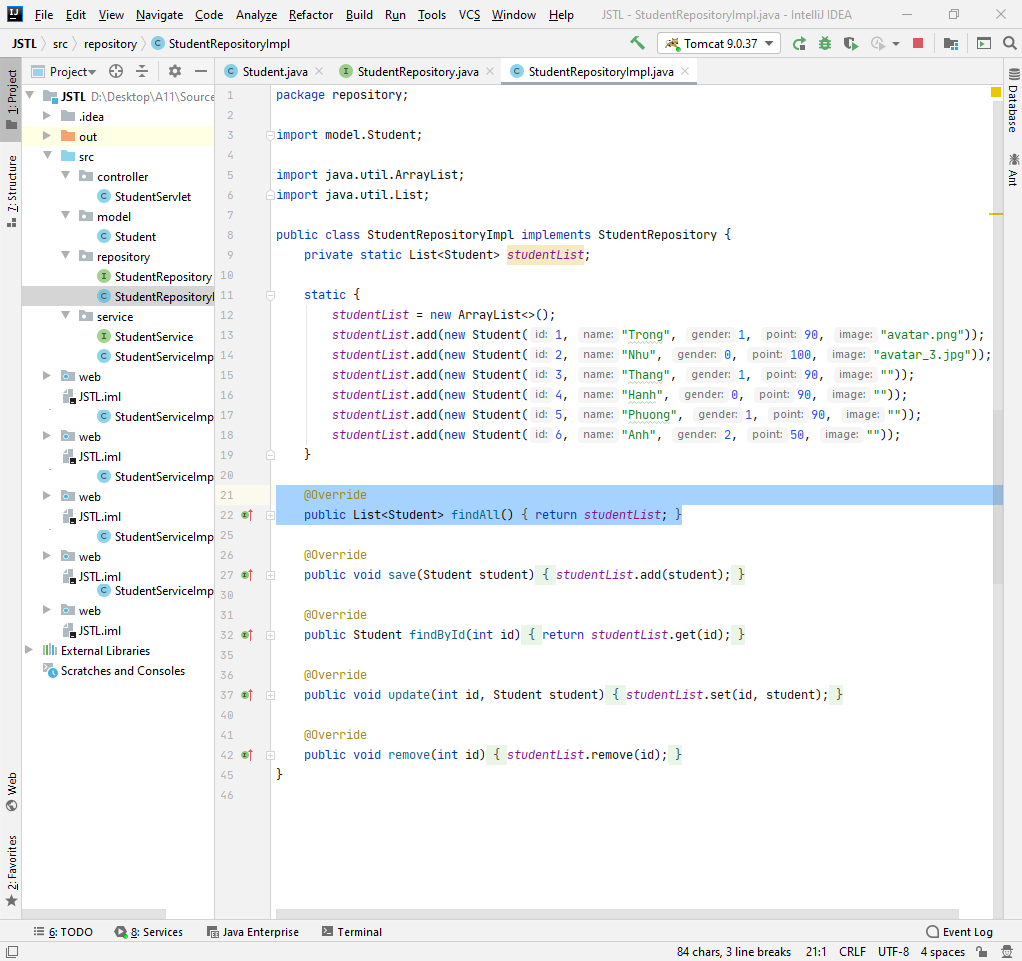 File Edit View Navigate Code Analyze Refactor Build Run Tools VCS Window Help JSTL - StudentRepositoryImpl.java - IntelliJ IDEA
JSTL src repository StudentRepositoryImpl Tomcat 9.0.37
Project Student.java StudentRepository.java StudentRepositoryImpl.java
1: Project
7: Structure
Web
2: Favorites
JSTL D:\Desktop\A11\Source
.idea
out
src
controller
StudentServlet
model
Student
repository
StudentRepository
StudentRepositoryI
service
StudentService
StudentServiceImp
web
JSTL.iml
StudentServiceImp
web
JSTL.iml
StudentServiceImp
web
JSTL.iml
StudentServiceImp
web
JSTL.iml
StudentServiceImp
web
JSTL.iml
External Libraries
Scratches and Consoles
1 package repository;
2
3 import model.Student;
4
5 import java.util.ArrayList;
6 import java.util.List;
7
8 public class StudentRepositoryImpl implements StudentRepository {
9 private static List<Student> studentList;
10
11 static {
12 studentList = new ArrayList<>();
13 studentList.add(new Student( id: 1, name: "Trong", gender: 1, point: 90, image: "avatar.png"));
14 studentList.add(new Student( id: 2, name: "Nhu", gender: 0, point: 100, image: "avatar_3.jpg"));
15 studentList.add(new Student( id: 3, name: "Thang", gender: 1, point: 90, image: ""));
16 studentList.add(new Student( id: 4, name: "Hanh", gender: 0, point: 90, image: ""));
17 studentList.add(new Student( id: 5, name: "Phuong", gender: 1, point: 90, image: ""));
18 studentList.add(new Student( id: 6, name: "Anh", gender: 2, point: 50, image: ""));
19 }
20
21 @Override
22 public List<Student> findAll() { return studentList; }
25
26 @Override
27 public void save(Student student) { studentList.add(student); }
30
31 @Override
32 public Student findById(int id) { return studentList.get(id); }
35
36 @Override
37 public void update(int id, Student student) { studentList.set(id, student); }
40
41 @Override
42 public void remove(int id) { studentList.remove(id); }
45 }
46
Database
Ant
6: TODO 8: Services Java Enterprise Terminal Event Log
84 chars, 3 line breaks 21:1 CRLF UTF-8 4 spaces